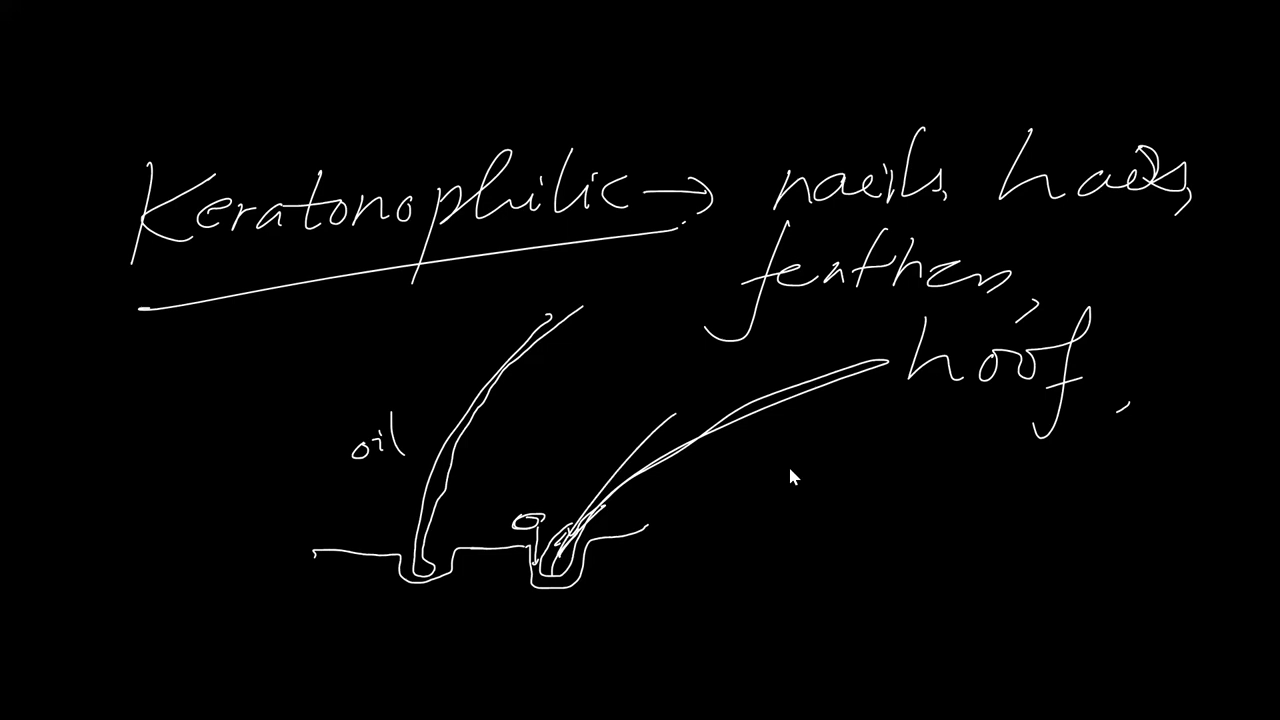 Keratonophilic → nails, hairs,
feathers,
hoof,
oil